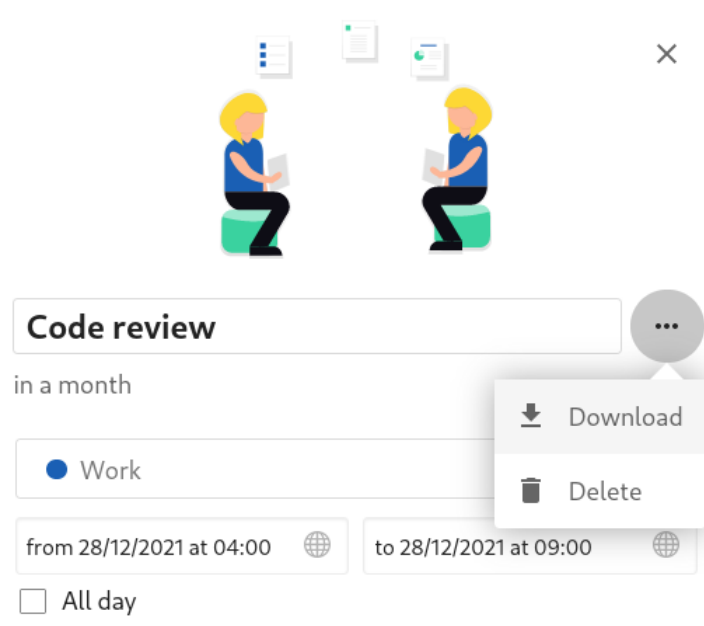 Code review
in a month
Download
Work
Delete
from 28/12/2021 at 04:00
to 28/12/2021 at 09:00
All day